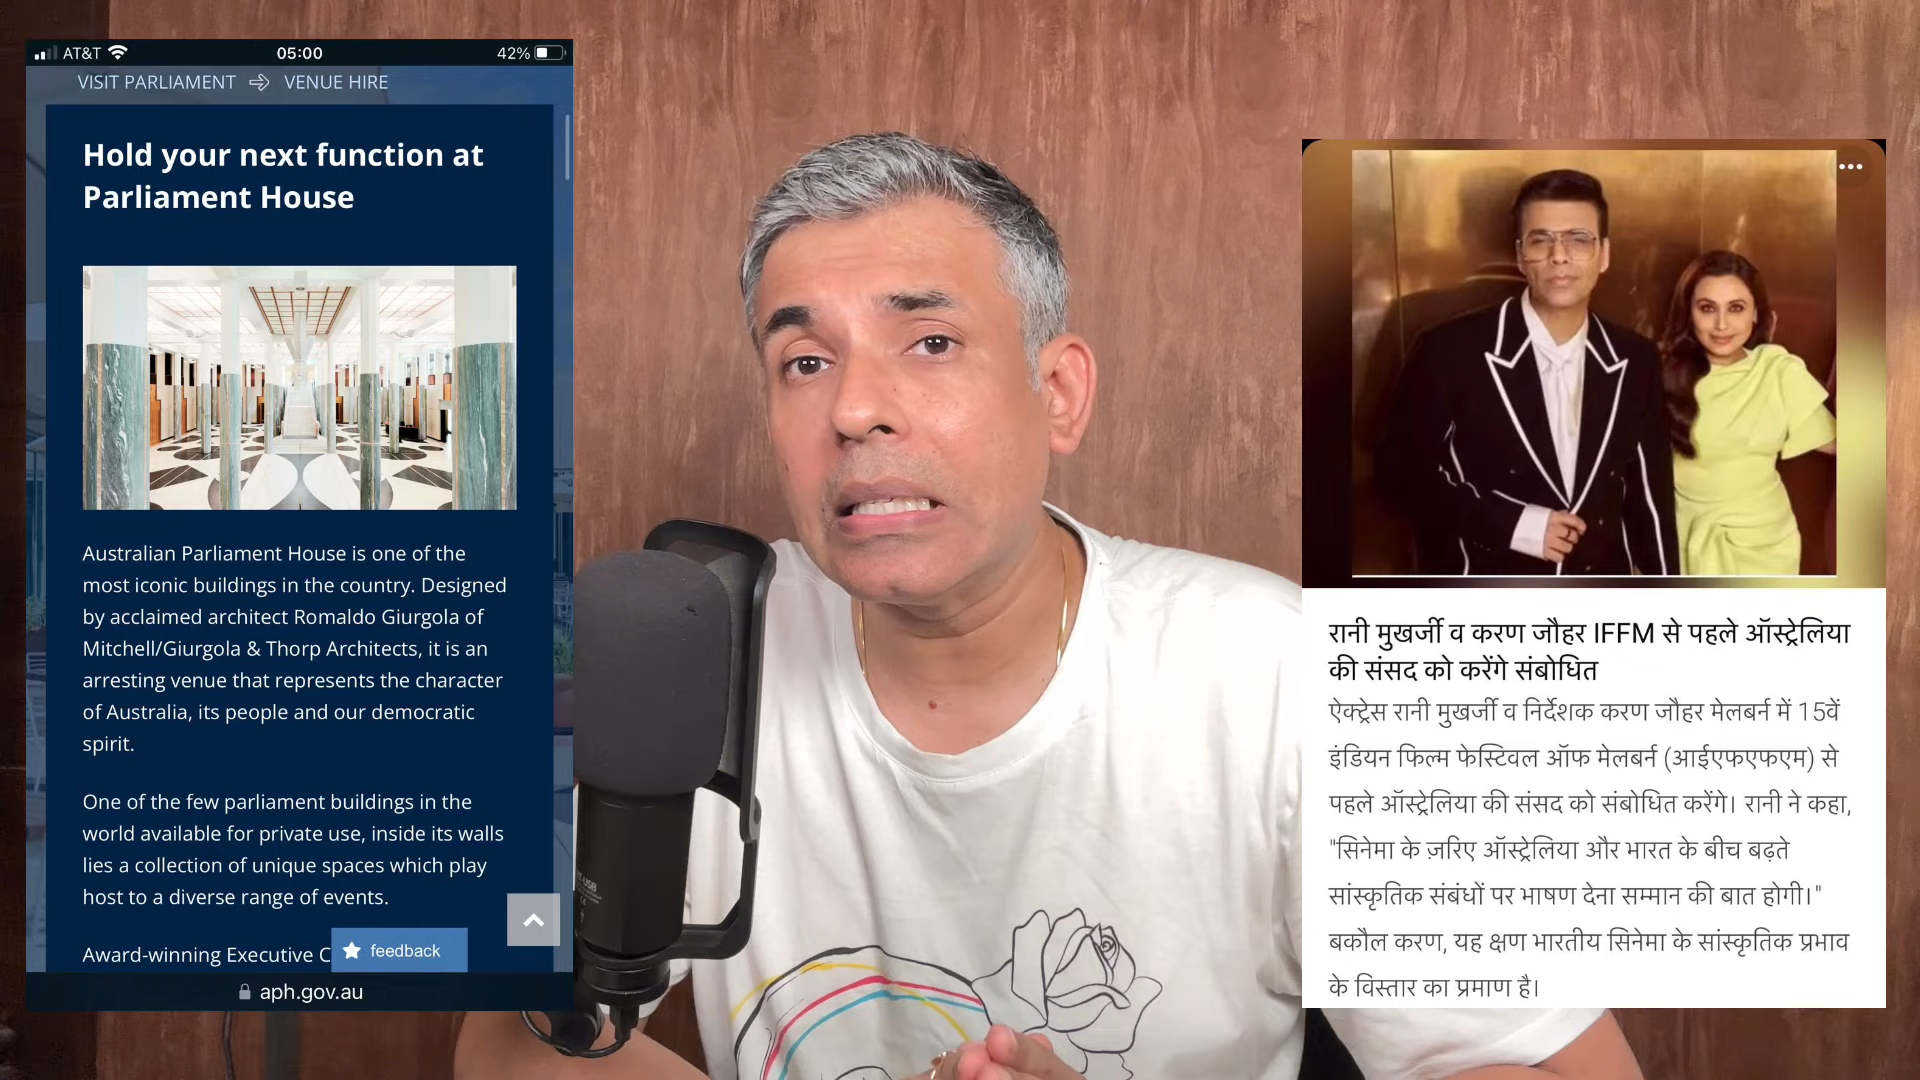 AT&T
05:00
42%
VISIT PARLIAMENT
VENUE HIRE
Hold your next function at
Parliament House
Australian Parliament House is one of the
most iconic buildings in the country. Designed
by acclaimed architect Romaldo Giurgola of
Mitchell/Giurgola & Thorp Architects, it is an
arresting venue that represents the character
of Australia, its people and our democratic
spirit.
One of the few parliament buildings in the
world available for private use, inside its walls
lies a collection of unique spaces which play
host to a diverse range of events.
Award-winning Executive C
feedback
aph.gov.au
रानी मुखर्जी व करण जौहर IFFM से पहले ऑस्ट्रेलिया
की संसद को करेंगे संबोधित
ऐक्ट्रेस रानी मुखर्जी व निर्देशक करण जौहर मेलबर्न में 15वें
इंडियन फिल्म फेस्टिवल ऑफ मेलबर्न (आईएफएफएम) से
पहले ऑस्ट्रेलिया की संसद को संबोधित करेंगे। रानी ने कहा,
"सिनेमा के ज़रिए ऑस्ट्रेलिया और भारत के बीच बढ़ते
सांस्कृतिक संबंधों पर भाषण देना सम्मान की बात होगी।"
बकौल करण, यह क्षण भारतीय सिनेमा के सांस्कृतिक प्रभाव
के विस्तार का प्रमाण है।